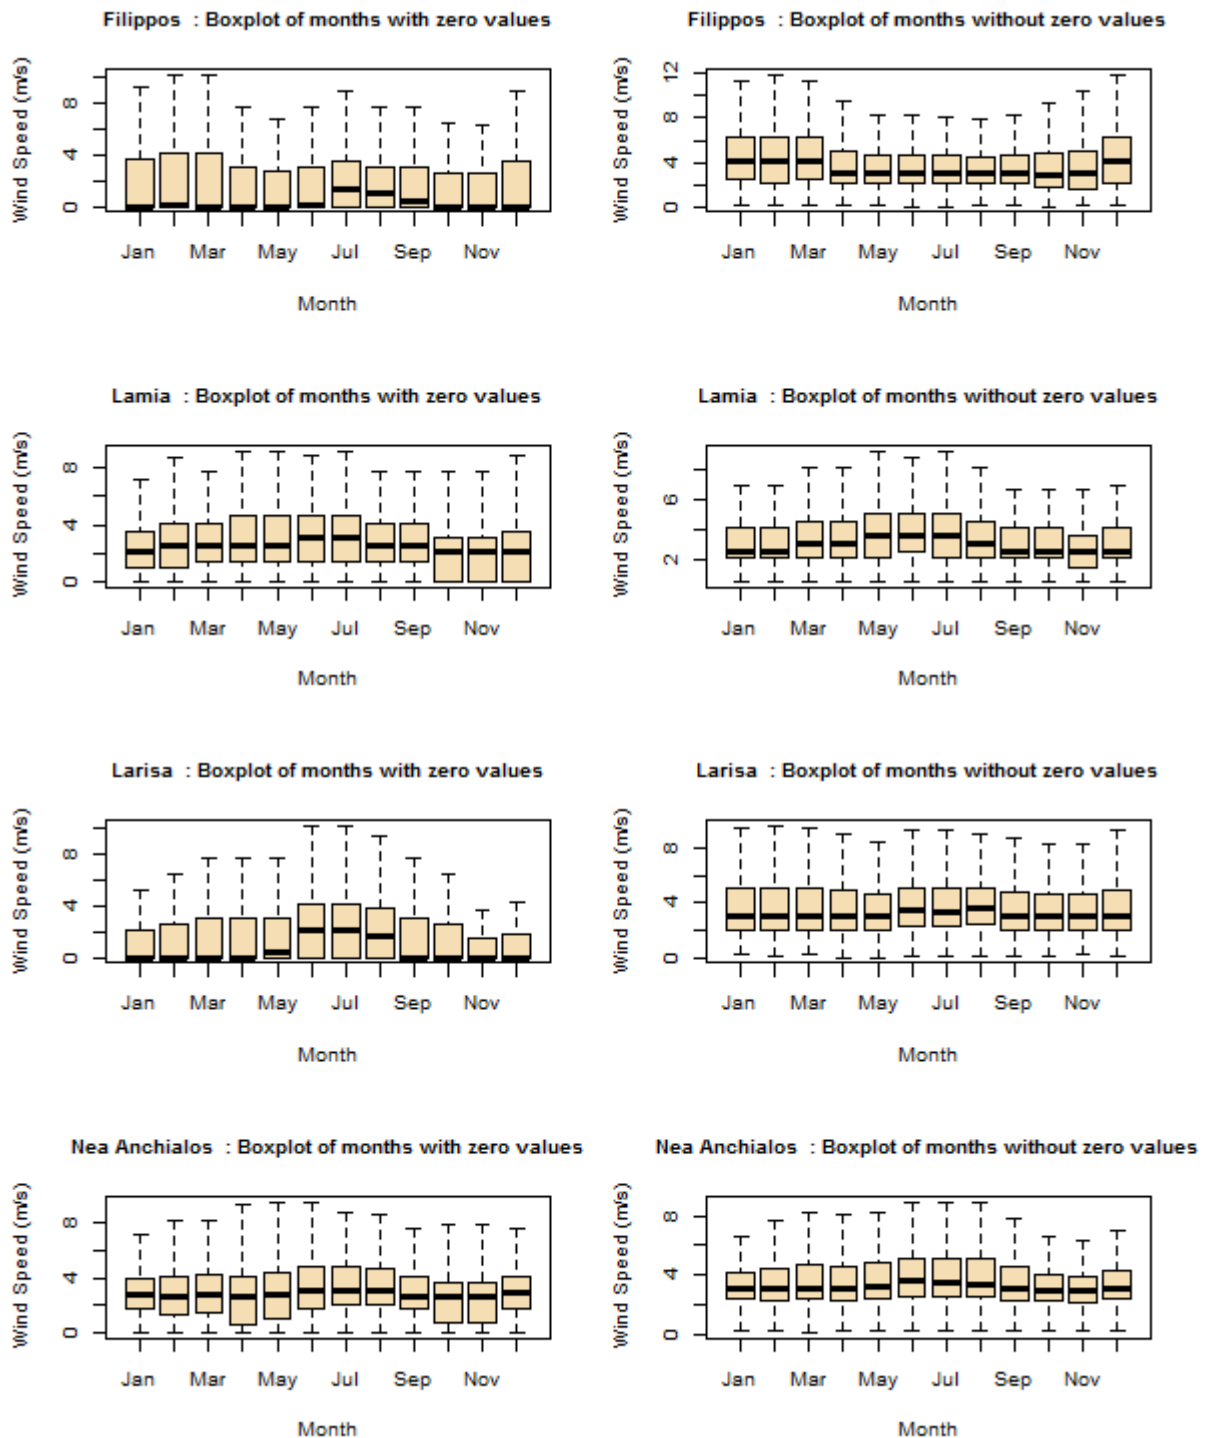 Filippos : Boxplot of months with zero values
Wind Speed (m/s)
8
4
0
Jan Mar May Jul Sep Nov
Month
Filippos : Boxplot of months without zero values
Wind Speed (m/s)
12
8
4
0
Jan Mar May Jul Sep Nov
Month
Lamia : Boxplot of months with zero values
Wind Speed (m/s)
8
4
0
Jan Mar May Jul Sep Nov
Month
Lamia : Boxplot of months without zero values
Wind Speed (m/s)
6
2
Jan Mar May Jul Sep Nov
Month
Larisa : Boxplot of months with zero values
Wind Speed (m/s)
8
4
0
Jan Mar May Jul Sep Nov
Month
Larisa : Boxplot of months without zero values
Wind Speed (m/s)
8
4
0
Jan Mar May Jul Sep Nov
Month
Nea Anchialos : Boxplot of months with zero values
Wind Speed (m/s)
8
4
0
Jan Mar May Jul Sep Nov
Month
Nea Anchialos : Boxplot of months without zero values
Wind Speed (m/s)
8
4
0
Jan Mar May Jul Sep Nov
Month